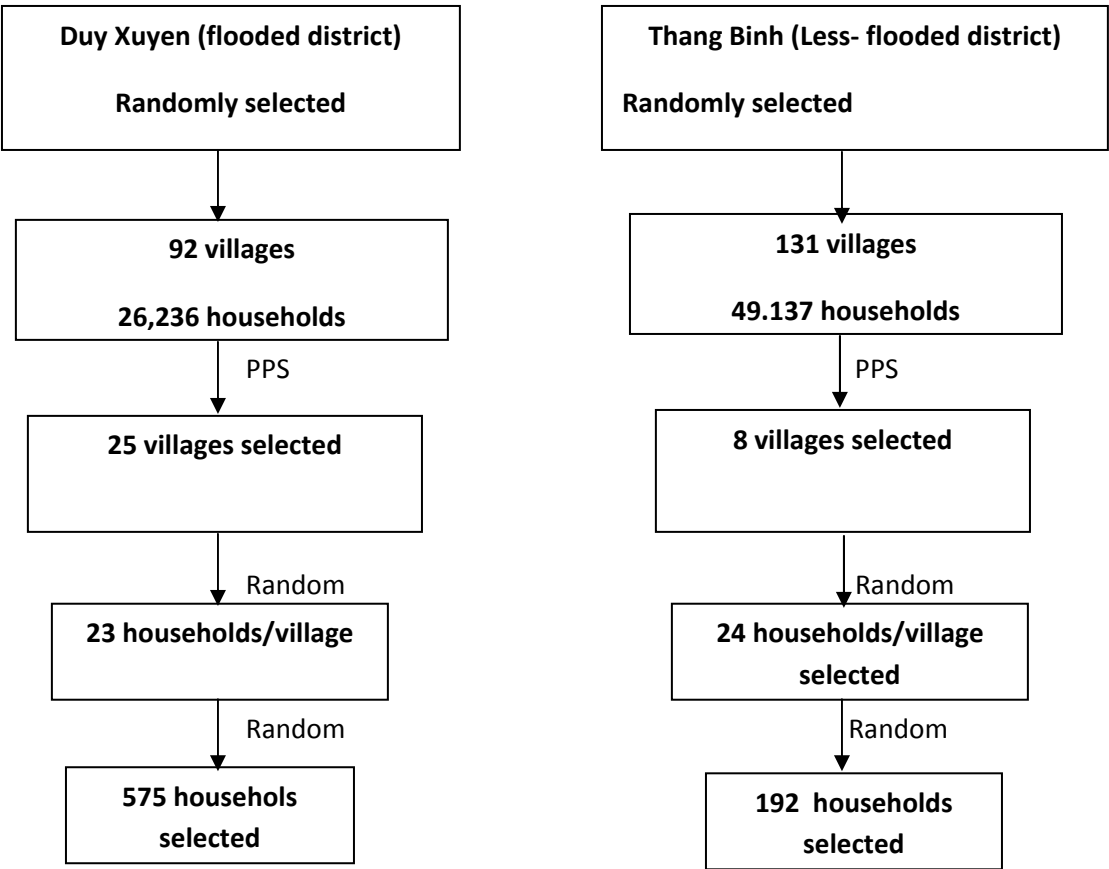 Duy Xuyen (flooded district)
Randomly selected
92 villages
26,236 households
PPS
25 villages selected
Random
23 households/village
Random
575 househols
selected
Thang Binh (Less- flooded district)
Randomly selected
131 villages
49.137 households
PPS
8 villages selected
Random
24 households/village
selected
Random
192 households
selected